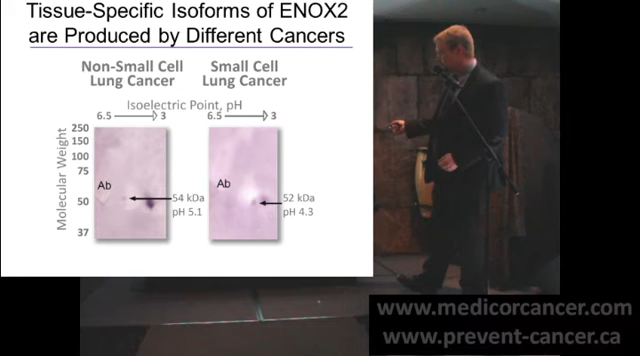 Tissue-Specific Isoforms of ENOX2
are Produced by Different Cancers
Non-Small Cell
Lung Cancer
Small Cell
Lung Cancer
Isoelectric Point, pH
6.5 3 6.5 3
Molecular Weight
250
150
100
75
50
37
Ab
54 kDa
pH 5.1
Ab
52 kDa
pH 4.3
www.medicorcancer.com
www.prevent-cancer.ca